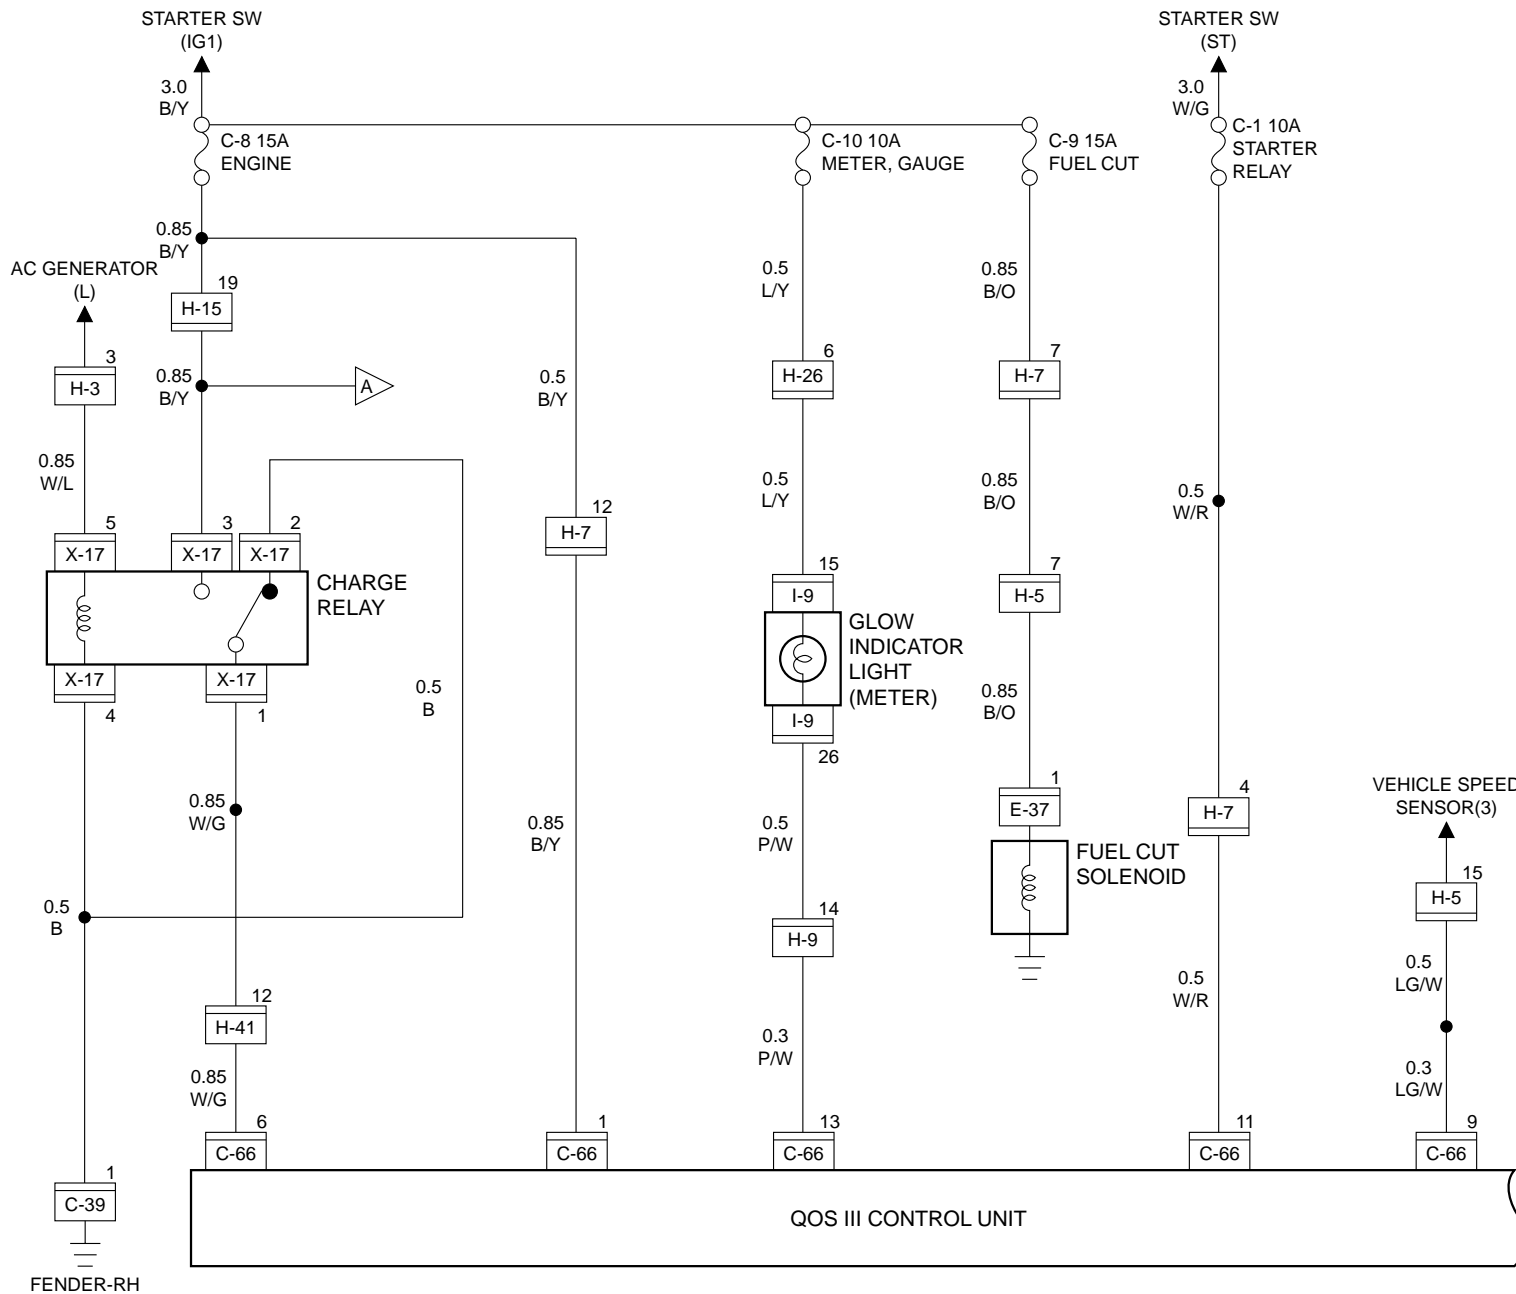 STARTER SW
(IG1)
STARTER SW
(ST)
3.0
B/Y
3.0
W/G
C-8 15A
ENGINE
C-10 10A
METER, GAUGE
C-9 15A
FUEL CUT
C-1 10A
STARTER
RELAY
0.85
B/Y
AC GENERATOR
(L)
19
H-15
0.5
L/Y
0.85
B/O
3
H-3
0.85
B/Y
A
0.5
B/Y
6
H-26
7
H-7
0.85
W/L
0.5
L/Y
0.85
B/O
0.5
W/R
5
X-17
3
X-17
2
X-17
12
H-7
CHARGE
RELAY
15
I-9
7
H-5
GLOW
INDICATOR
LIGHT
(METER)
X-17
4
X-17
1
0.5
B
0.85
B/O
I-9
26
0.85
W/G
0.85
B/Y
0.5
P/W
1
E-37
FUEL CUT
SOLENOID
4
H-7
VEHICLE SPEED
SENSOR(3)
15
H-5
0.5
B
14
H-9
0.5
W/R
0.5
LG/W
12
H-41
0.3
P/W
0.85
W/G
0.3
LG/W
6
C-66
1
C-66
13
C-66
11
C-66
9
C-66
1
C-39
QOS III CONTROL UNIT
FENDER-RH